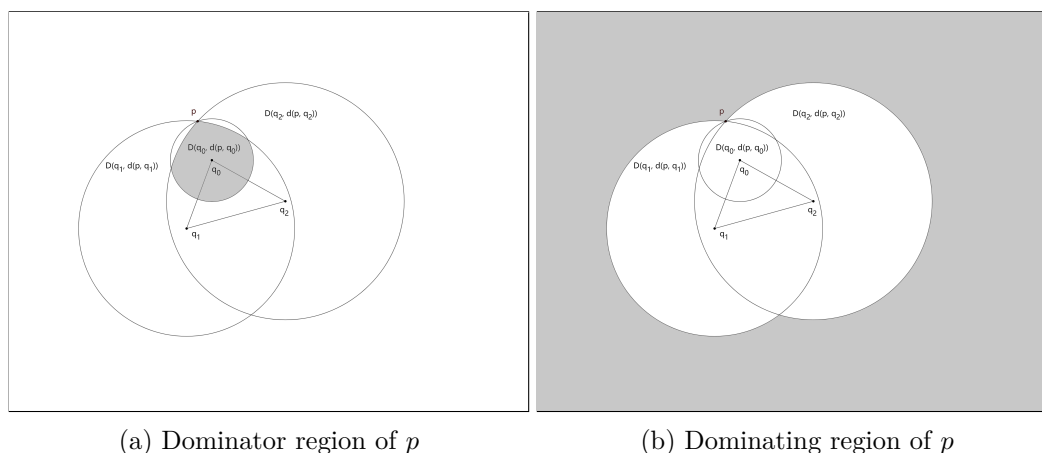 p
D(q₂, d(p, q₂))
D(q₀, d(p, q₀))
D(q₁, d(p, q₁))
q₀
q₂
q₁
(a) Dominator region of p
p
D(q₂, d(p, q₂))
D(q₀, d(p, q₀))
D(q₁, d(p, q₁))
q₀
q₂
q₁
(b) Dominating region of p